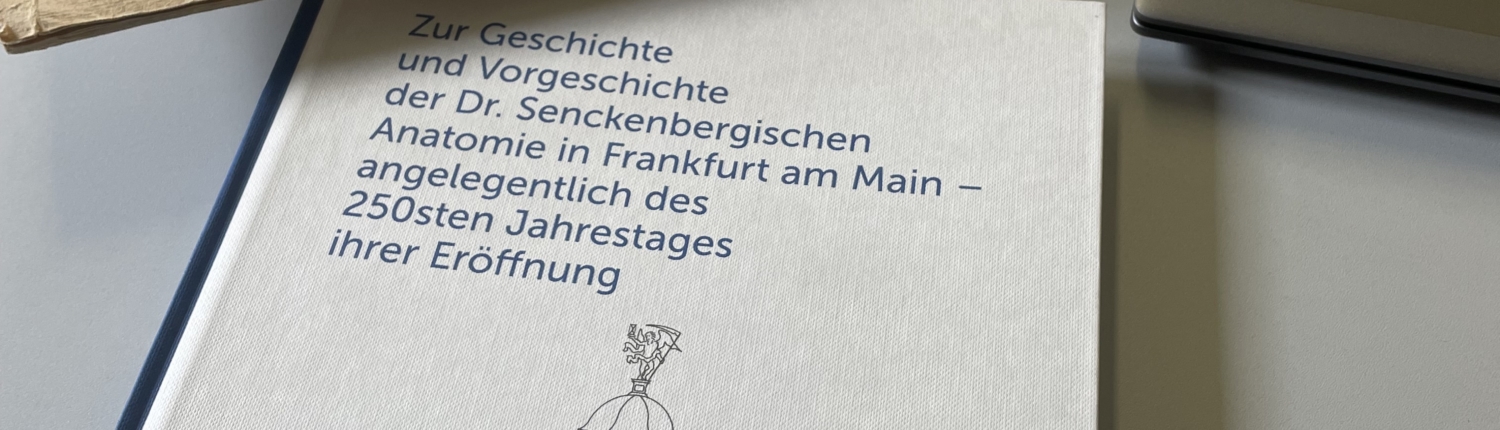 Zur Geschichte
und Vorgeschichte
der Dr. Senckenbergischen
Anatomie in Frankfurt am Main –
angelegentlich des
250sten Jahrestages
ihrer Eröffnung